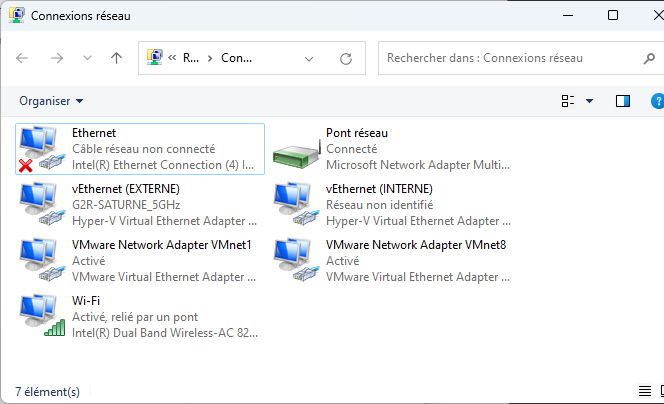 Connexions réseau
« R... > Con...
Rechercher dans : Connexions réseau
Organiser
Ethernet
Câble réseau non connecté
Intel(R) Ethernet Connection (4) I...
Pont réseau
Connecté
Microsoft Network Adapter Multi...
vEthernet (EXTERNE)
G2R-SATURNE_5GHz
Hyper-V Virtual Ethernet Adapter ...
vEthernet (INTERNE)
Réseau non identifié
Hyper-V Virtual Ethernet Adapter ...
VMware Network Adapter VMnet1
Activé
VMware Virtual Ethernet Adapter ...
VMware Network Adapter VMnet8
Activé
VMware Virtual Ethernet Adapter ...
Wi-Fi
Activé, relié par un pont
Intel(R) Dual Band Wireless-AC 82...
7 élément(s)